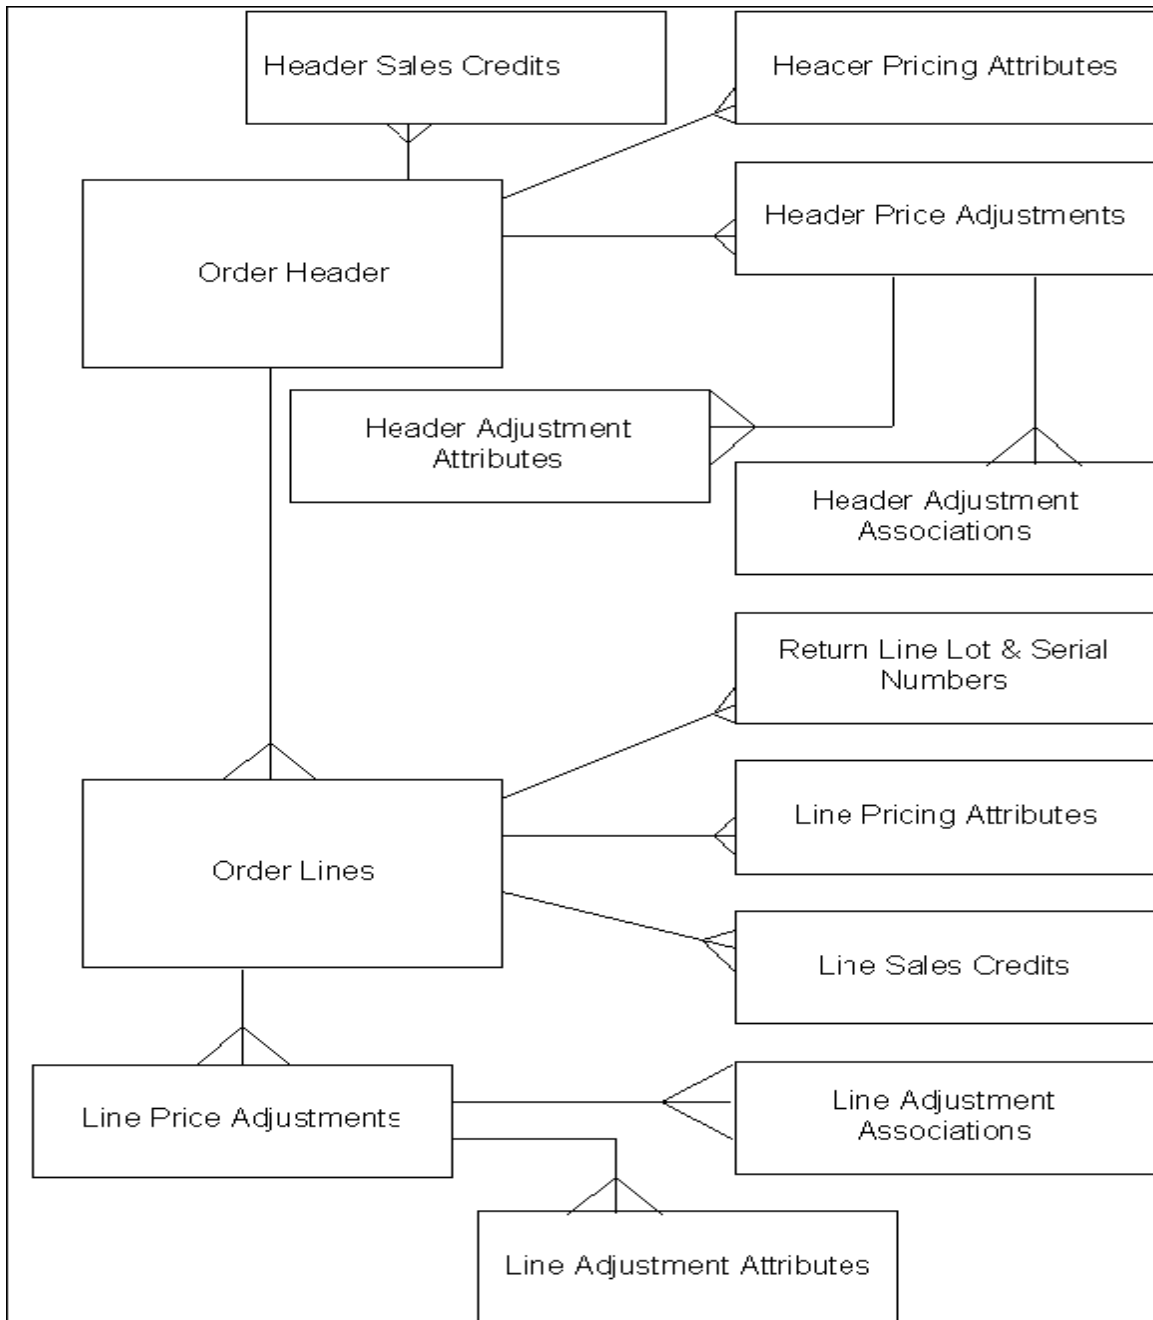 Header Sales Credits
Heacer Pricing Attributes
Header Price Adjustments
Order Header
Header Adjustment
Attributes
Header Adjustment
Associations
Return Line Lot & Serial
Numbers
Line Pricing Attributes
Order Lines
Line Sales Credits
Line Price Adjustments
Line Adjustment
Associations
Line Adjustment Attributes